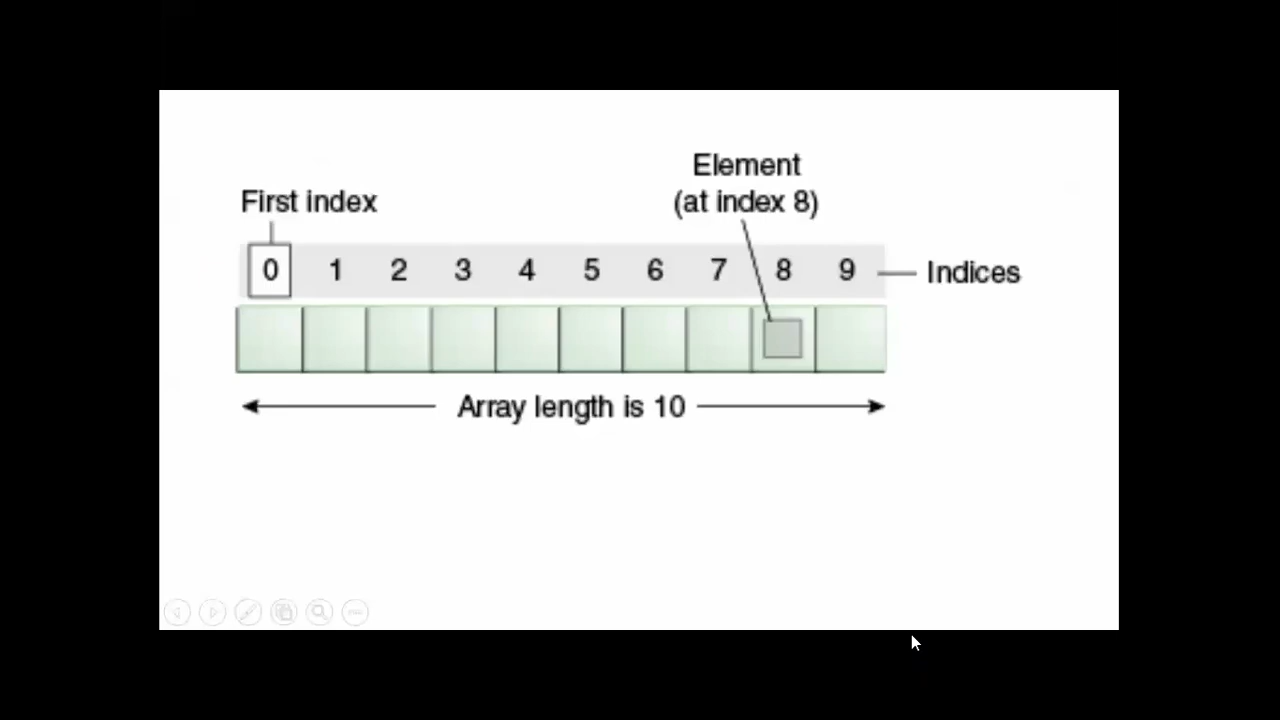 Element
(at index 8)
First index
0 1 2 3 4 5 6 7 8 9
Indices
Array length is 10